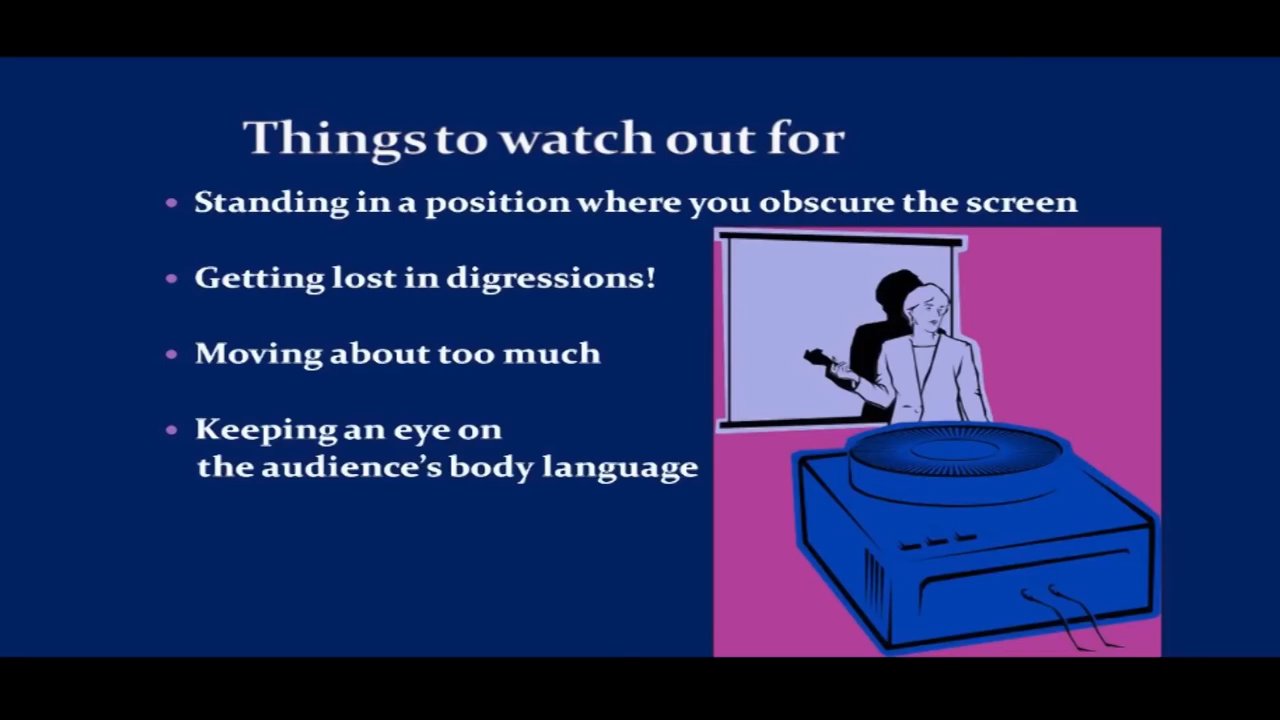 Things to watch out for
• Standing in a position where you obscure the screen
• Getting lost in digressions!
• Moving about too much
• Keeping an eye on
the audience’s body language